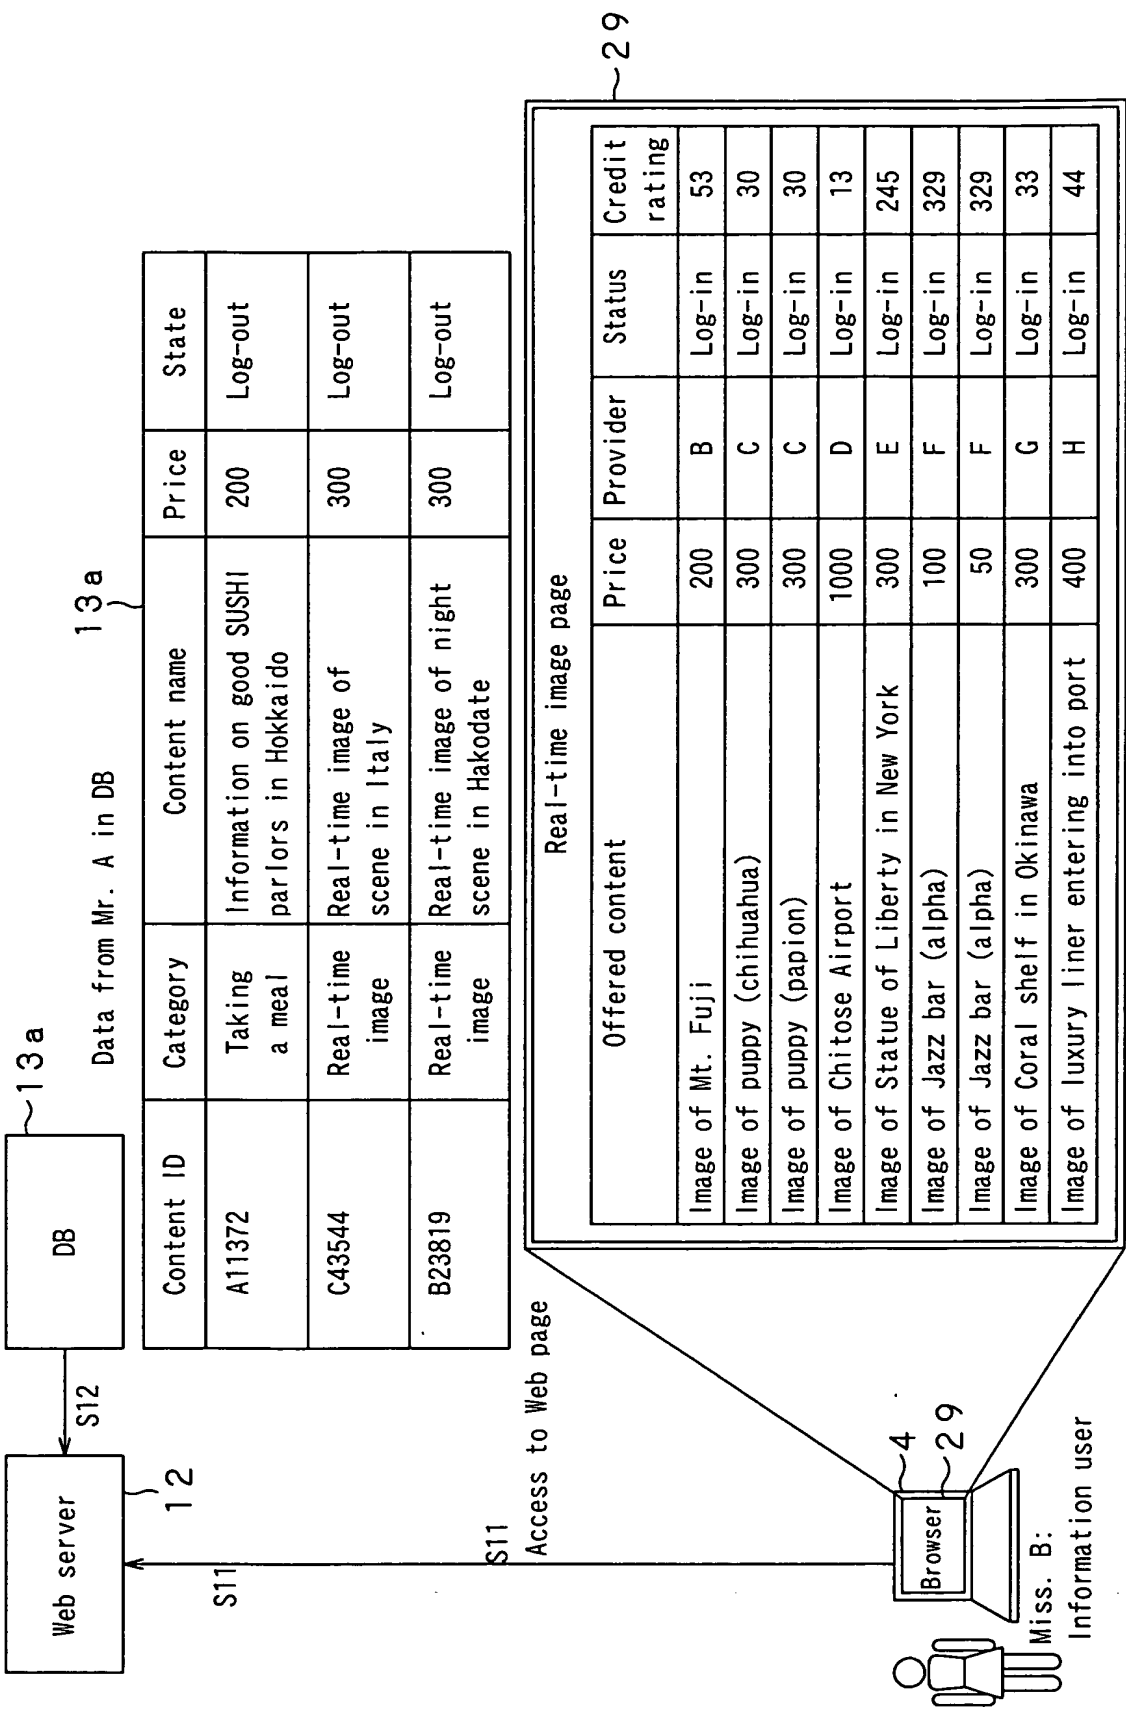 Web server
12
S12
DB
13a
Data from Mr. A in DB
13a
Content ID	Category	Content name	Price	State
A11372	Taking a meal	Information on good SUSHI parlors in Hokkaido	200	Log-out
C43544	Real-time image	Real-time image of scene in Italy	300	Log-out
B23819	Real-time image	Real-time image of night scene in Hakodate	300	Log-out
S11
S11
Access to Web page
29
Real-time image page
Offered content	Price	Provider	Status	Credit rating
Image of Mt. Fuji	200	B	Log-in	53
Image of puppy (chihuahua)	300	C	Log-in	30
Image of puppy (papion)	300	C	Log-in	30
Image of Chitose Airport	1000	D	Log-in	13
Image of Statue of Liberty in New York	300	E	Log-in	245
Image of Jazz bar (alpha)	100	F	Log-in	329
Image of Jazz bar (alpha)	50	F	Log-in	329
Image of Coral shelf in Okinawa	300	G	Log-in	33
Image of luxury liner entering into port	400	H	Log-in	44
Browser
4
29
Miss. B:
Information user